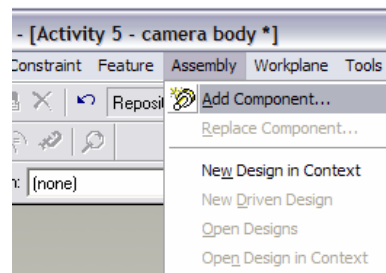 - [Activity 5 - camera body *]
Constraint Feature Assembly Workplane Tools
Reposi
Add Component...
Replace Component...
(none)
New Design in Context
New Driven Design
Open Designs
Open Design in Context